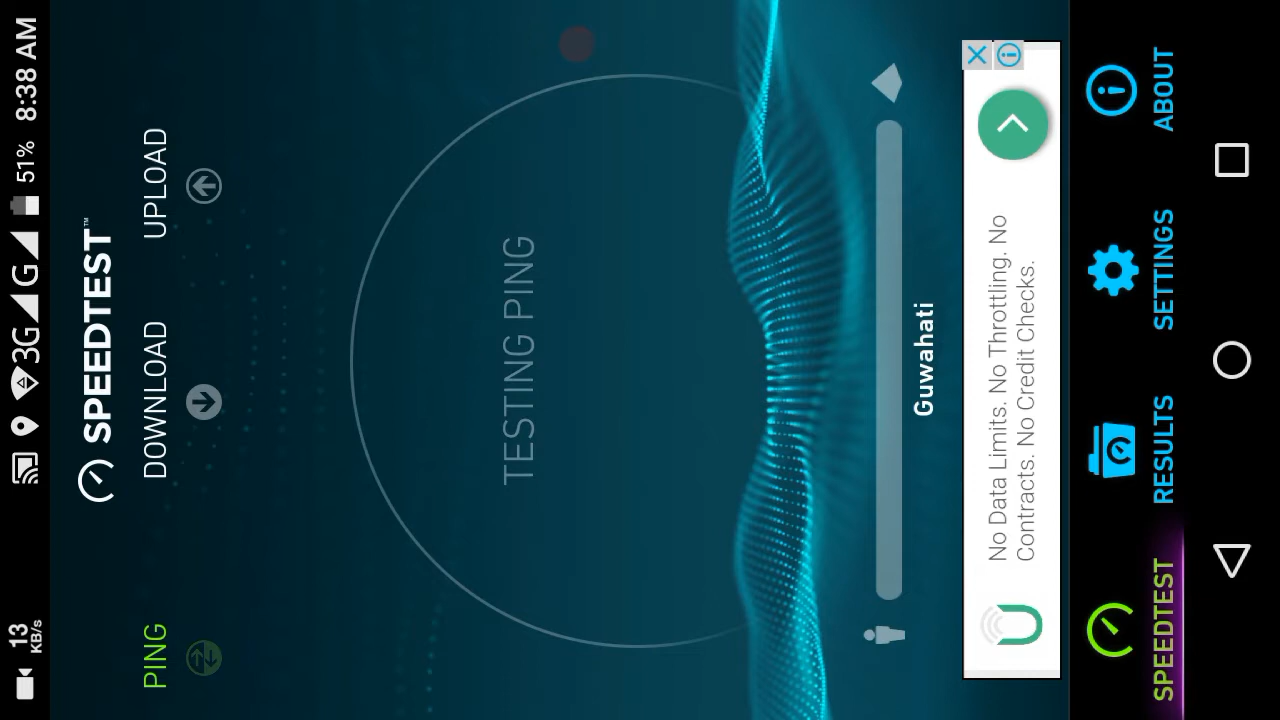 13 KB/s 3G G 51% 8:38 AM
SPEEDTEST™
PING DOWNLOAD UPLOAD
TESTING PING
Guwahati
No Data Limits. No Throttling. No
Contracts. No Credit Checks.
SPEEDTEST RESULTS SETTINGS ABOUT